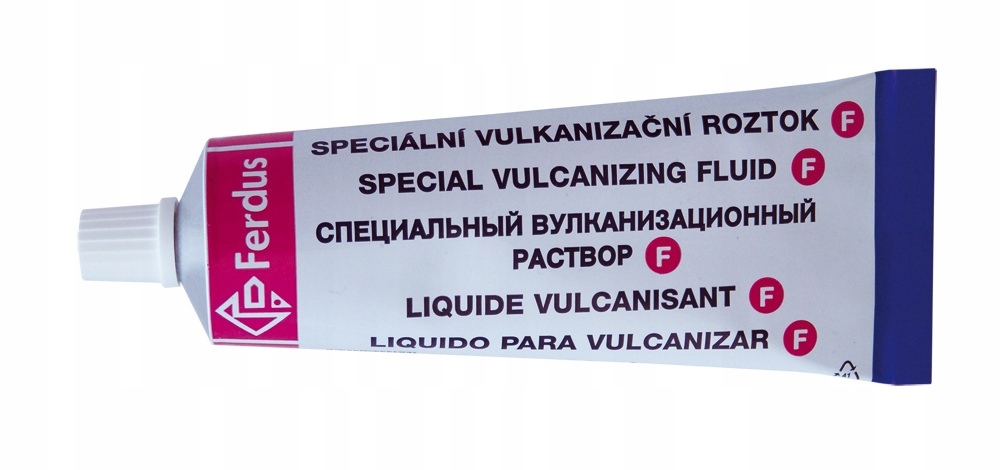 Ferdus
SPECIÁLNÍ VULKANIZAČNÍ ROZTOK F
SPECIAL VULCANIZING FLUID F
СПЕЦИАЛЬНЫЙ ВУЛКАНИЗАЦИОННЫЙ
РАСТВОР F
LIQUIDE VULCANISANT F
LIQUIDO PARA VULCANIZAR F